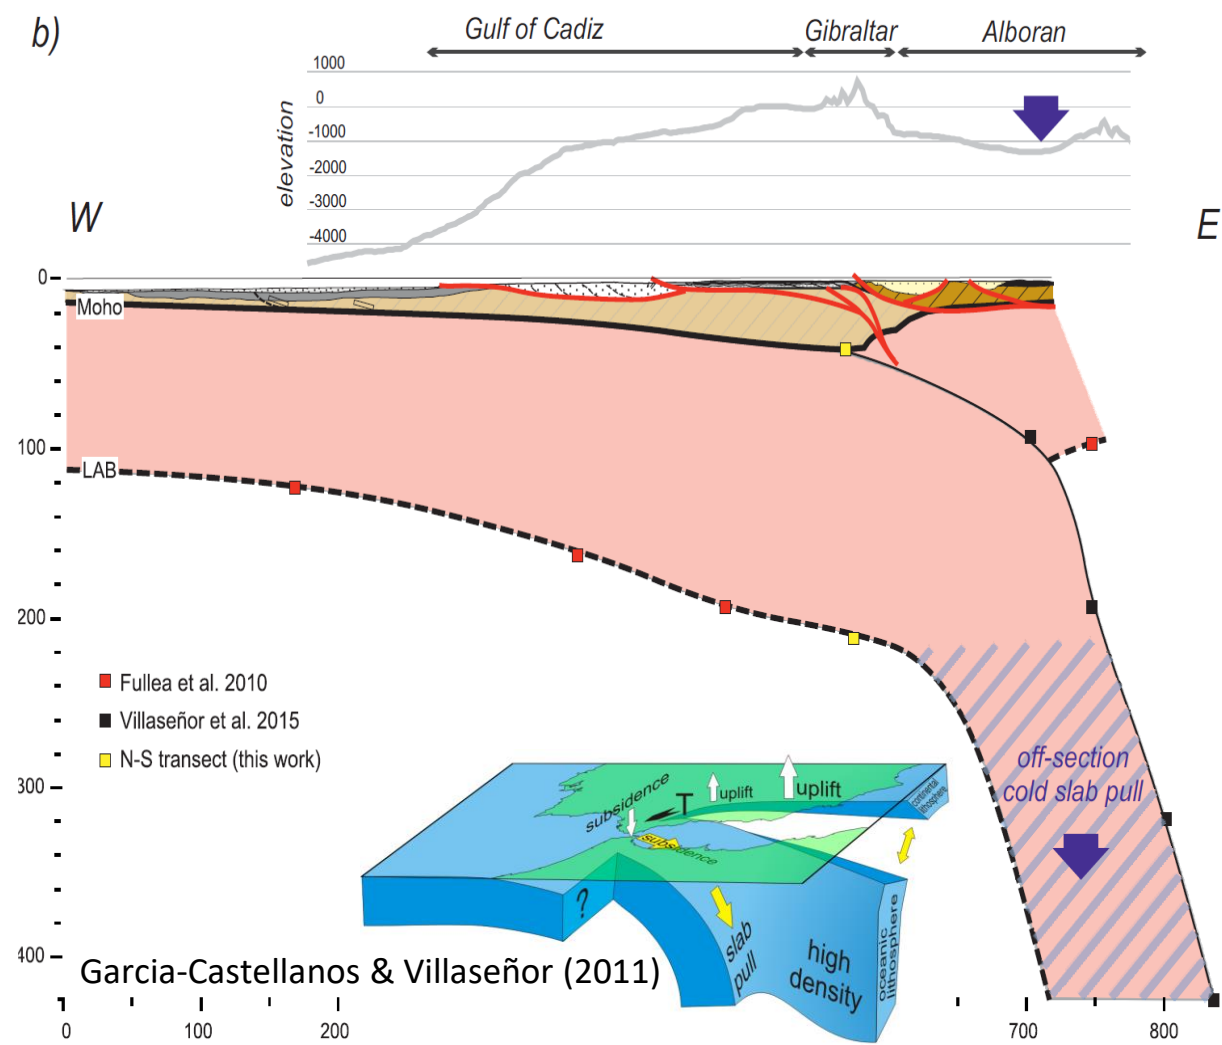 b)
Gulf of Cadiz
Gibraltar
Alboran
1000
0
-1000
-2000
-3000
-4000
elevation
W
E
0
Moho
100
LAB
200
Fullea et al. 2010
Villaseñor et al. 2015
N-S transect (this work)
300
off-section
cold slab pull
subsidence
T
uplift
uplift
continental
lithosphere
subsidence
?
slab
pull
high
density
oceanic
lithosphere
400
Garcia-Castellanos & Villaseñor (2011)
0
100
200
700
800